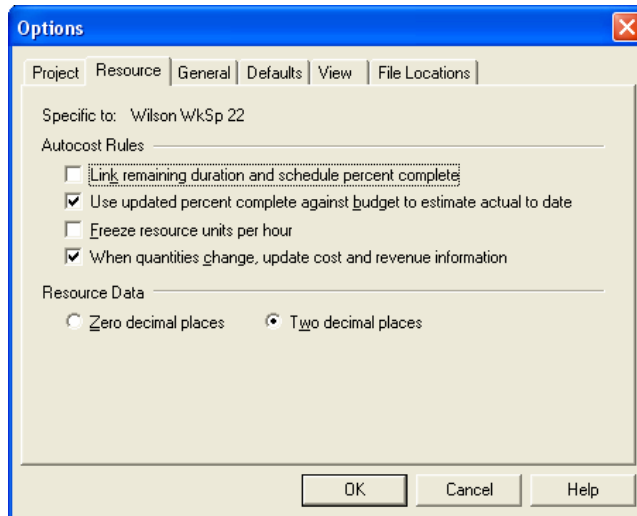 Options
Project Resource General Defaults View File Locations
Specific to: Wilson WkSp 22
Autocost Rules
Link remaining duration and schedule percent complete
Use updated percent complete against budget to estimate actual to date
Freeze resource units per hour
When quantities change, update cost and revenue information
Resource Data
Zero decimal places Two decimal places
OK Cancel Help